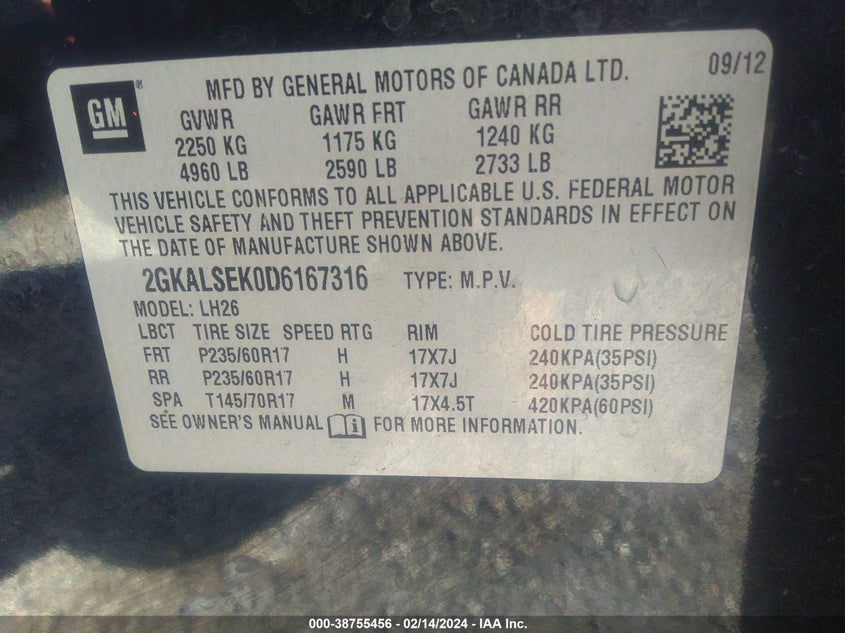 GM ® MFD BY GENERAL MOTORS OF CANADA LTD. 09/12
GVWR GAWR FRT GAWR RR
2250 KG 1175 KG 1240 KG
4960 LB 2590 LB 2733 LB
THIS VEHICLE CONFORMS TO ALL APPLICABLE U.S. FEDERAL MOTOR
VEHICLE SAFETY AND THEFT PREVENTION STANDARDS IN EFFECT ON
THE DATE OF MANUFACTURE SHOWN ABOVE.
2GKALSEK0D6167316 TYPE: M.P.V.
MODEL: LH26
LBCT TIRE SIZE SPEED RTG RIM COLD TIRE PRESSURE
FRT P235/60R17 H 17X7J 240KPA(35PSI)
RR P235/60R17 H 17X7J 240KPA(35PSI)
SPA T145/70R17 M 17X4.5T 420KPA(60PSI)
SEE OWNER'S MANUAL FOR MORE INFORMATION.
000-38755456 - 02/14/2024 - IAA Inc.